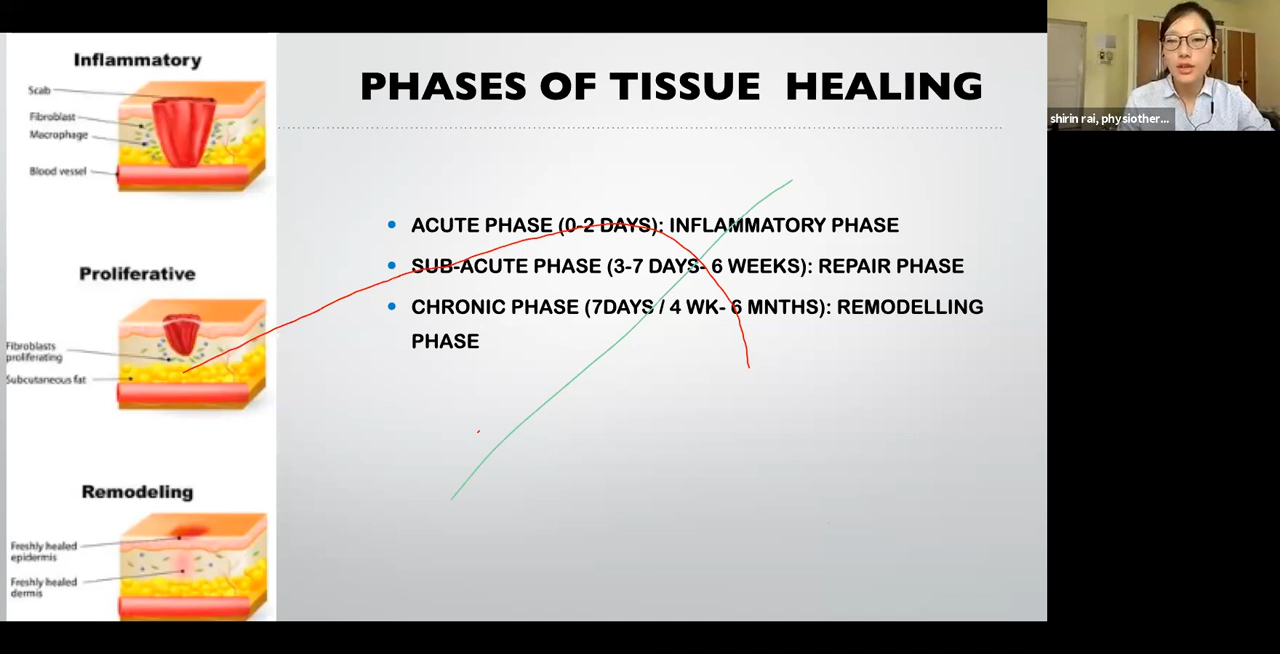 Inflammatory
Scab
Fibroblast
Macrophage
Blood vessel
Proliferative
Fibroblasts
proliferating
Subcutaneous fat
Remodeling
Freshly healed
epidermis
Freshly healed
dermis
PHASES OF TISSUE HEALING
ACUTE PHASE (0-2 DAYS): INFLAMMATORY PHASE
SUB-ACUTE PHASE (3-7 DAYS- 6 WEEKS): REPAIR PHASE
CHRONIC PHASE (7DAYS / 4 WK- 6 MNTHS): REMODELLING
PHASE
shirin rai, physiother...